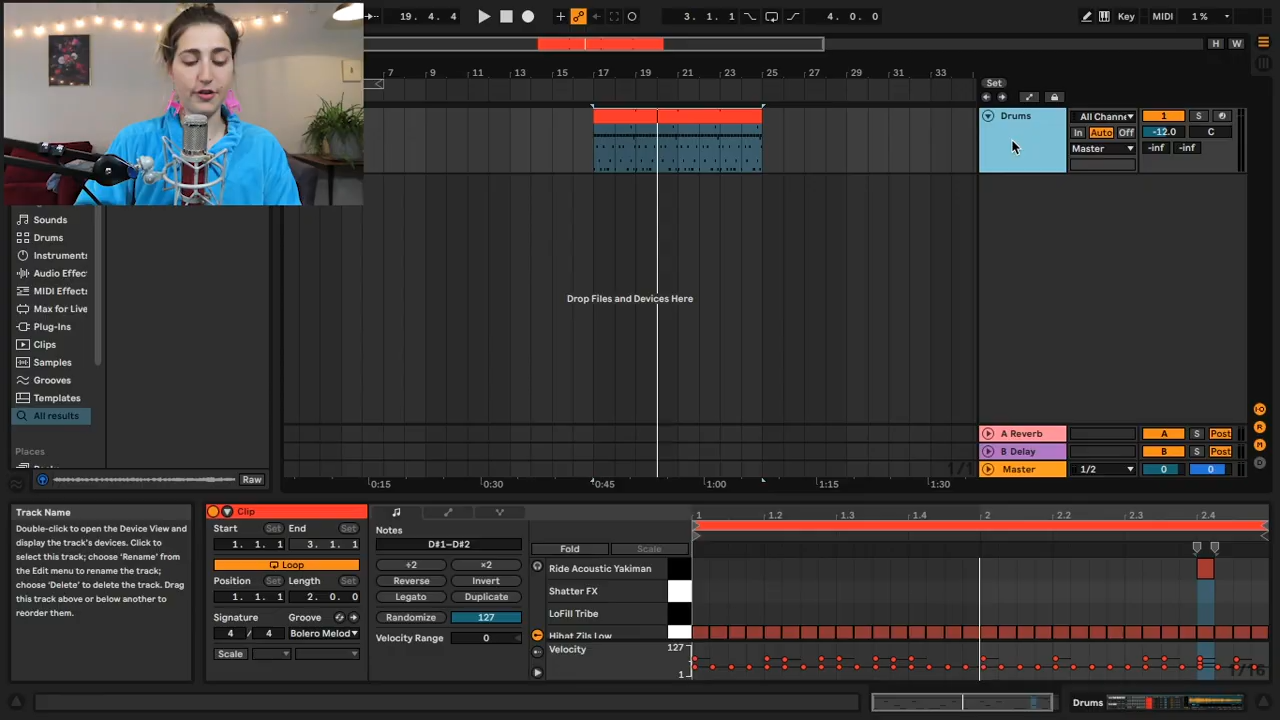 19. 4. 4
3. 1. 1
4. 0. 0
Key
MIDI
1 %
H
W
7
9
11
13
15
17
19
21
23
25
27
29
31
33
Set
Drums
All Channe
1
S
In
Auto
Off
-12.0
C
Master
-inf
-inf
Sounds
Drums
Instrument
Audio Effec
MIDI Effects
Max for Live
Plug-Ins
Clips
Samples
Grooves
Templates
All results
Places
Raw
Drop Files and Devices Here
A Reverb
A
S
Post
B Delay
B
S
Post
Master
1/2
0
0
1/1
0:15
0:30
0:45
1:00
1:15
1:30
Track Name
Double-click to open the Device View and
display the track's devices. Click to
select this track; choose 'Rename' from
the Edit menu to rename the track;
choose 'Delete' to delete the track. Drag
this track above or below another to
reorder them.
Clip
Start
Set
End
Set
1. 1. 1
3. 1. 1
Loop
Position
Set
Length
Set
1. 1. 1
2. 0. 0
Signature
Groove
4 / 4
Bolero Melod
Scale
Notes
D#1–D#2
÷2
×2
Reverse
Invert
Legato
Duplicate
Randomize
127
Velocity Range
0
1
1.2
1.3
1.4
2
2.2
2.3
2.4
Fold
Scale
Ride Acoustic Yakiman
Shatter FX
LoFill Tribe
Hihat Zils Low
Velocity
127
1
1/16
Drums